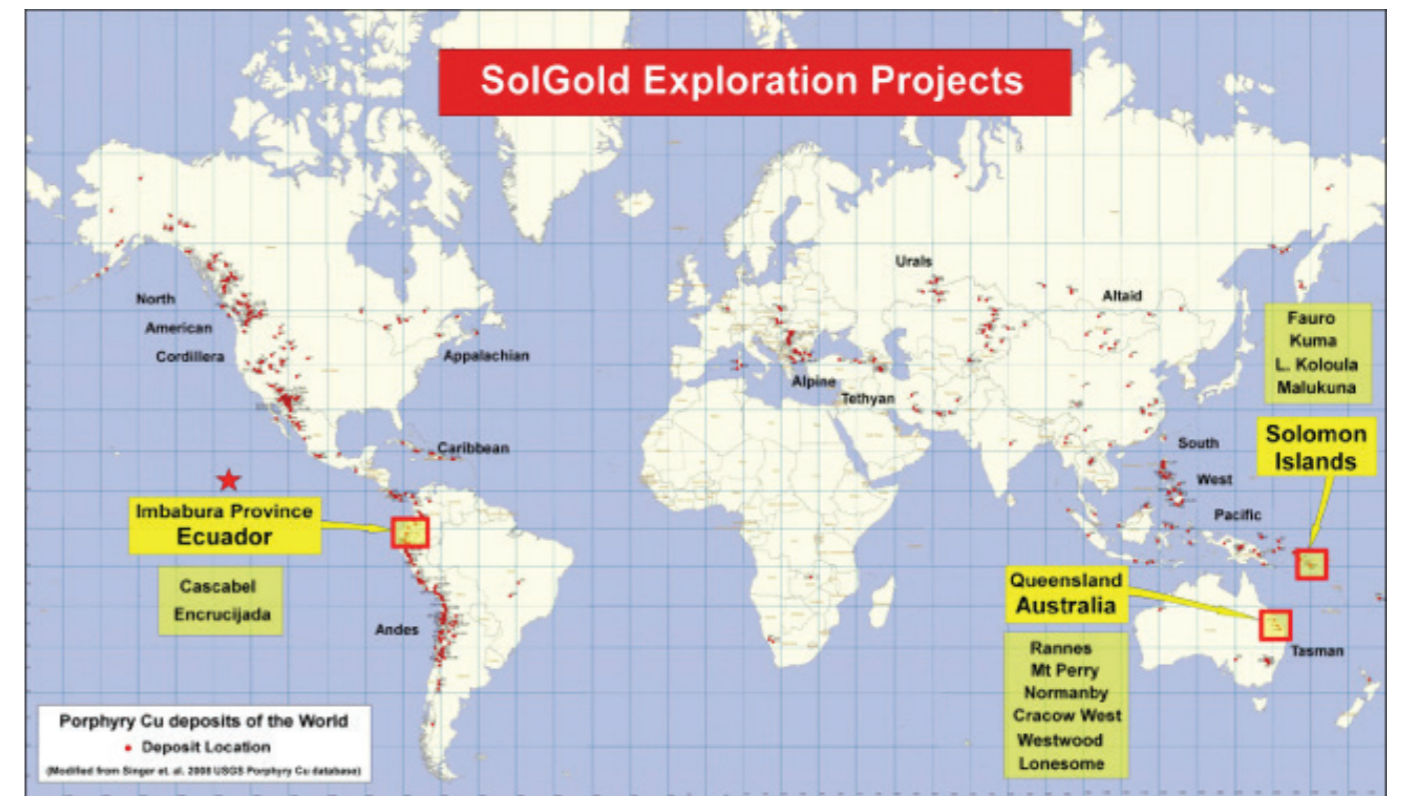 SolGold Exploration Projects
North
American
Cordillera
Appalachian
Caribbean
Urals
Altaid
Alpine
Tethyan
Fauro
Kuma
L. Koloula
Malukuna
Solomon
Islands
South
West
Pacific
Imbabura Province
Ecuador
Cascabel
Encrucijada
Andes
Queensland
Australia
Rannes
Mt Perry
Normanby
Cracow West
Westwood
Lonesome
Tasman
Porphyry Cu deposits of the World
• Deposit Location
(Modified from Singer et. al. 2008 USGS Porphyry Cu database)